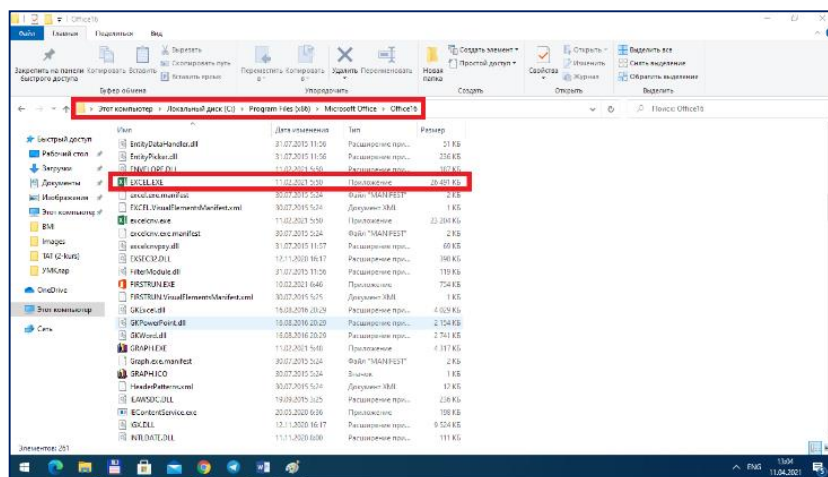 Office16
Файл Главная Поделиться Вид
Закрепить на панели быстрого доступа
Копировать Вставить
Вырезать
Скопировать путь
Вставить ярлык
Переместить в
Копировать в
Удалить Переименовать
Новая папка
Создать элемент
Простой доступ
Свойства
Открыть
Изменить
Журнал
Выделить все
Снять выделение
Обратить выделение
Буфер обмена Упорядочить Создать Открыть Выделить
Этот компьютер > Локальный диск (C:) > Program Files (x86) > Microsoft Office > Office16
Поиск: Office16
Имя Дата изменения Тип Размер
Быстрый доступ
Рабочий стол
Загрузки
Документы
Изображения
Этот компьютер
BMI
Images
TAT (2-kurs)
УМКлар
OneDrive
Этот компьютер
Сеть
EntityDataHandler.dll 31.07.2015 11:56 Расширение при... 51 КБ
EntityPicker.dll 31.07.2015 11:56 Расширение при... 236 КБ
ENVELOPE.DLL 11.02.2021 5:50 Расширение при... 167 КБ
EXCEL.EXE 11.02.2021 5:50 Приложение 26 491 КБ
excel.exe.manifest 30.07.2015 5:24 Файл "MANIFEST" 2 КБ
EXCEL.VisualElementsManifest.xml 30.07.2015 5:24 Документ XML 1 КБ
excelcnv.exe 11.02.2021 5:50 Приложение 23 204 КБ
excelcnv.exe.manifest 30.07.2015 5:24 Файл "MANIFEST" 2 КБ
excelcnvpxy.dll 31.07.2015 11:57 Расширение при... 69 КБ
EXSEC32.DLL 12.11.2020 16:17 Расширение при... 398 КБ
FilterModule.dll 31.07.2015 11:56 Расширение при... 119 КБ
FIRSTRUN.EXE 10.02.2021 6:46 Приложение 754 КБ
FIRSTRUN.VisualElementsManifest.xml 30.07.2015 5:25 Документ XML 1 КБ
GKExcel.dll 16.08.2016 20:29 Расширение при... 4 029 КБ
GKPowerPoint.dll 16.08.2016 20:29 Расширение при... 2 154 КБ
GKWord.dll 16.08.2016 20:29 Расширение при... 2 741 КБ
GRAPH.EXE 11.02.2021 5:40 Приложение 4 317 КБ
Graph.exe.manifest 30.07.2015 5:24 Файл "MANIFEST" 2 КБ
GRAPH.ICO 30.07.2015 5:24 Значок 1 КБ
HeaderPatterns.xml 30.07.2015 5:24 Документ XML 12 КБ
IEAWSDC.DLL 19.09.2015 3:25 Расширение при... 236 КБ
IEContentService.exe 20.05.2020 6:36 Приложение 198 КБ
IGX.DLL 12.11.2020 16:17 Расширение при... 9 524 КБ
INTLDATE.DLL 11.11.2020 8:00 Расширение при... 111 КБ
Элементов: 261
ENG
13:04
11.04.2021